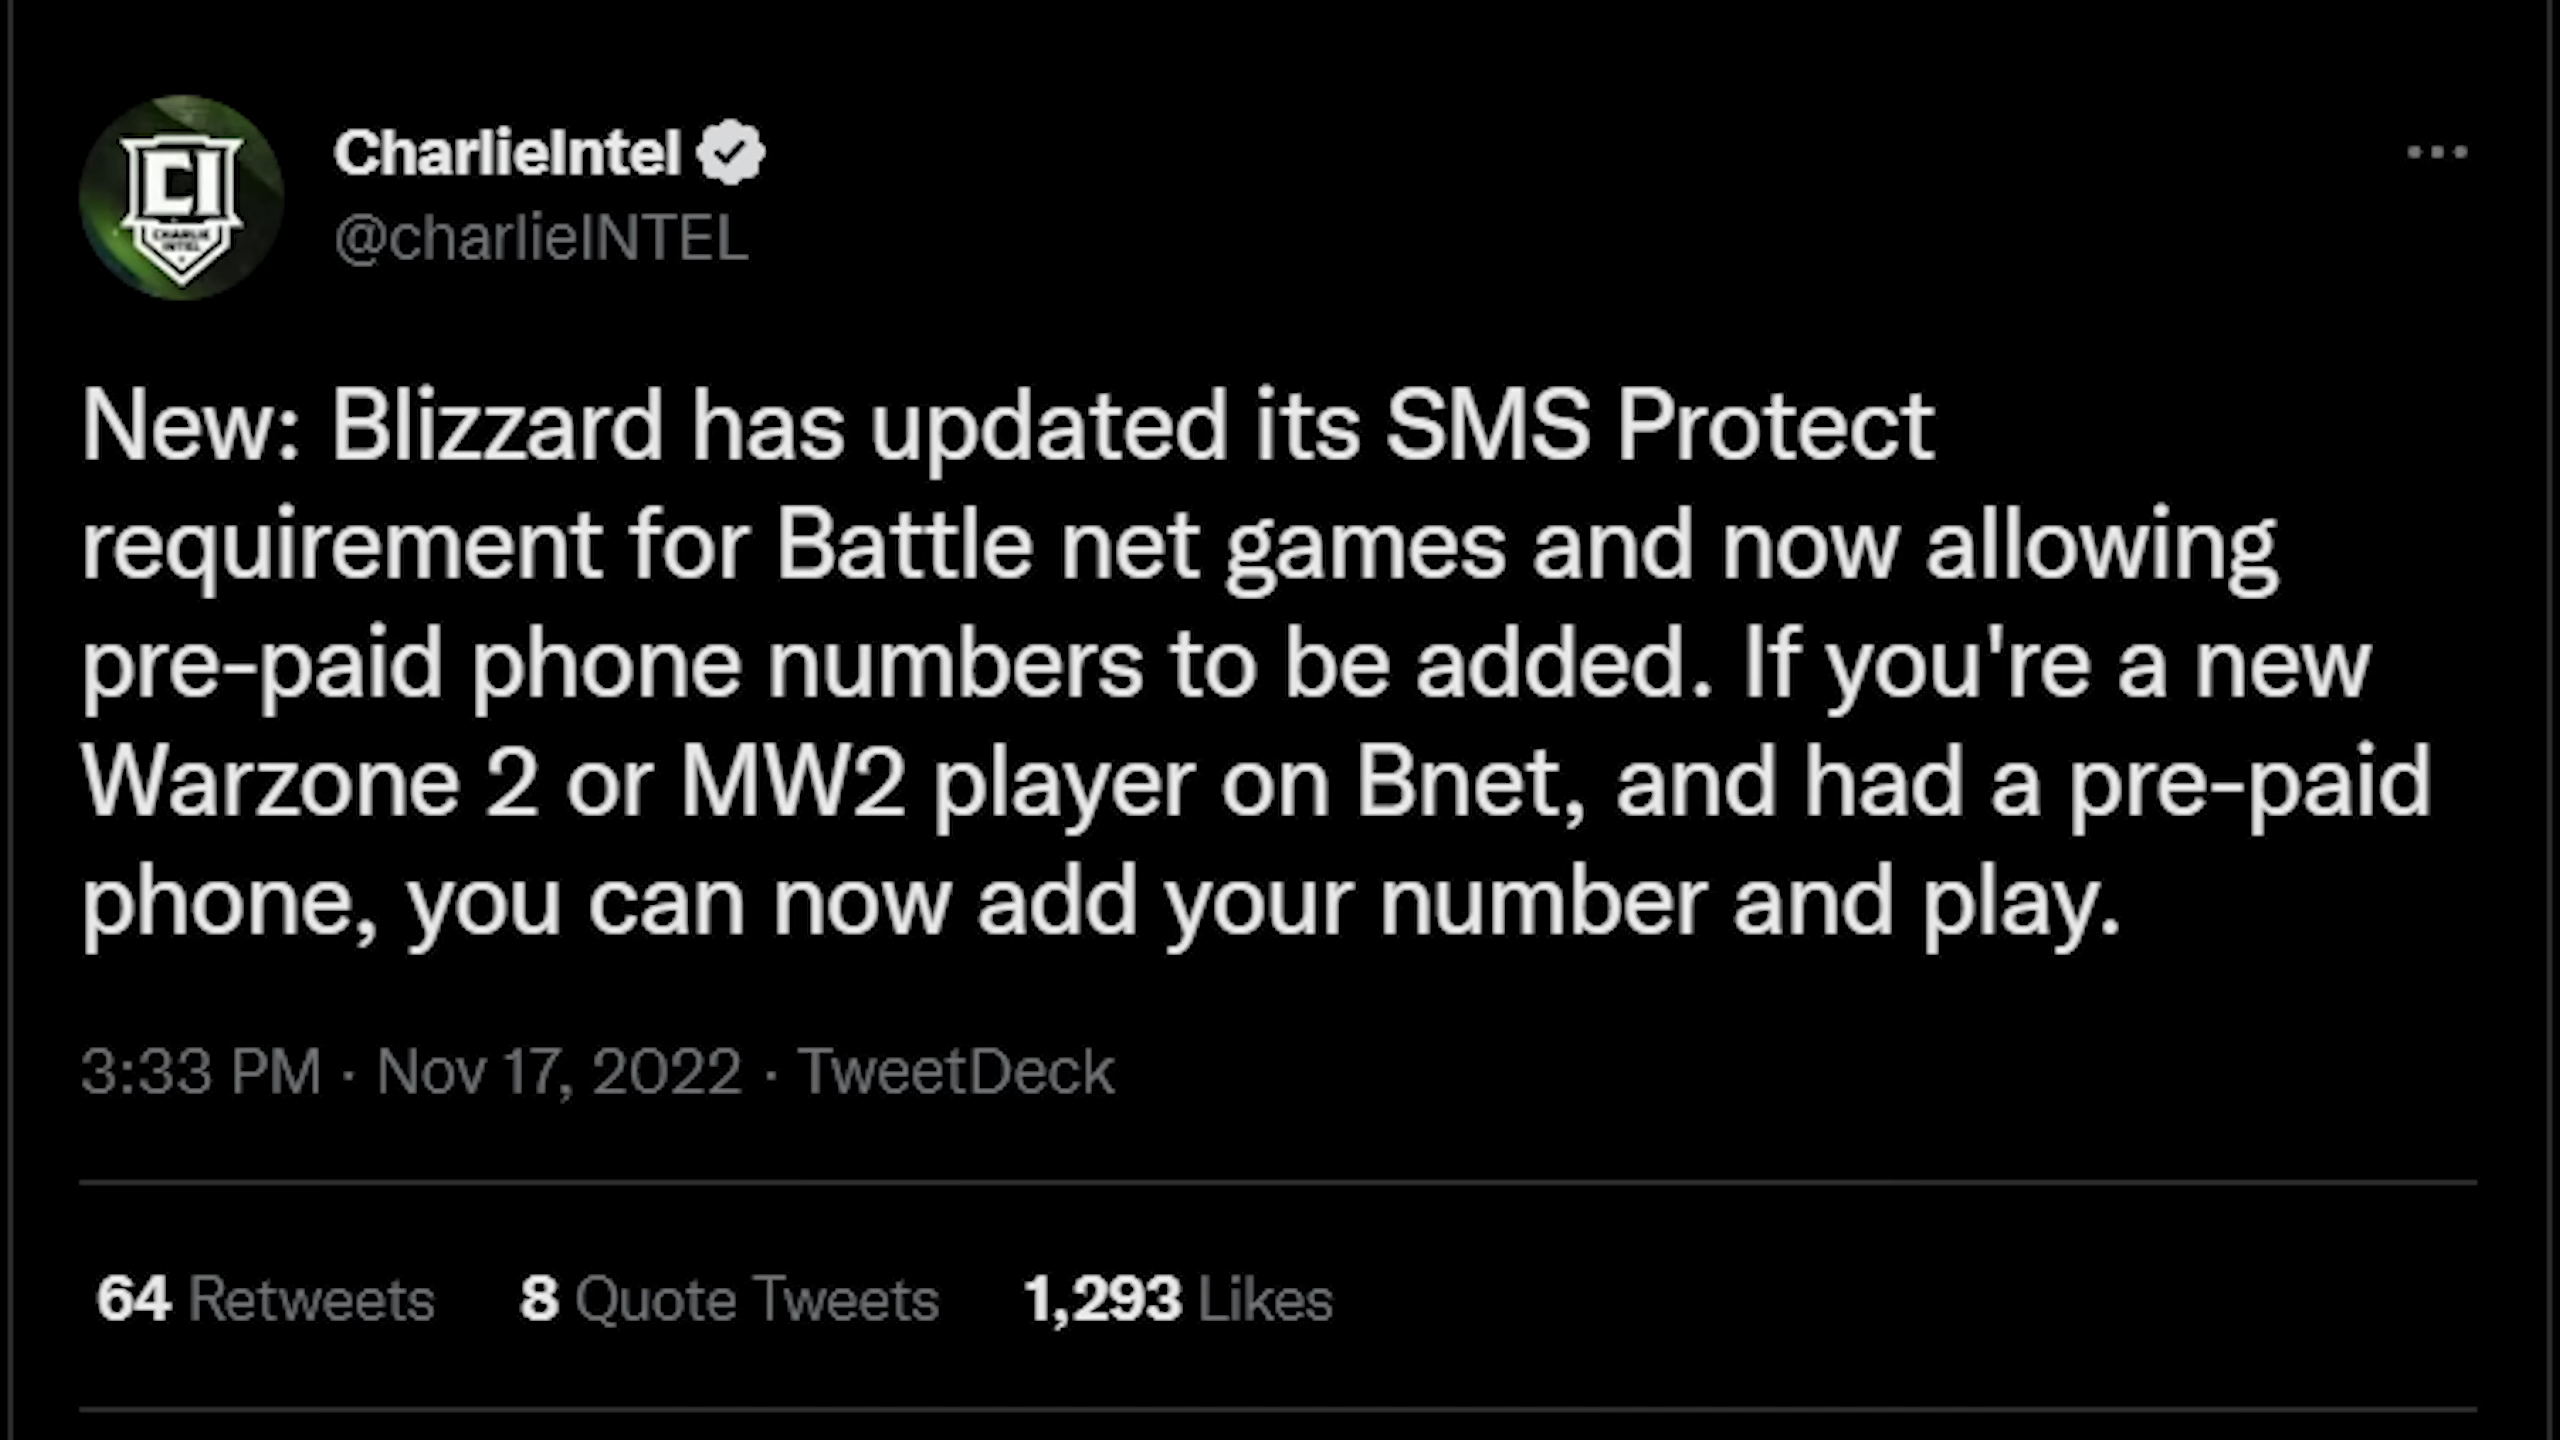 CI
CHARLIE
INTEL
CharlieIntel
@charlieINTEL
New: Blizzard has updated its SMS Protect
requirement for Battle net games and now allowing
pre-paid phone numbers to be added. If you're a new
Warzone 2 or MW2 player on Bnet, and had a pre-paid
phone, you can now add your number and play.
3:33 PM · Nov 17, 2022 · TweetDeck
64 Retweets 8 Quote Tweets 1,293 Likes